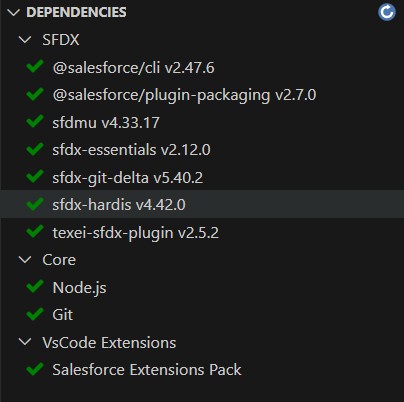 DEPENDENCIES
SFDX
@salesforce/cli v2.47.6
@salesforce/plugin-packaging v2.7.0
sfdmu v4.33.17
sfdx-essentials v2.12.0
sfdx-git-delta v5.40.2
sfdx-hardis v4.42.0
texei-sfdx-plugin v2.5.2
Core
Node.js
Git
VsCode Extensions
Salesforce Extensions Pack